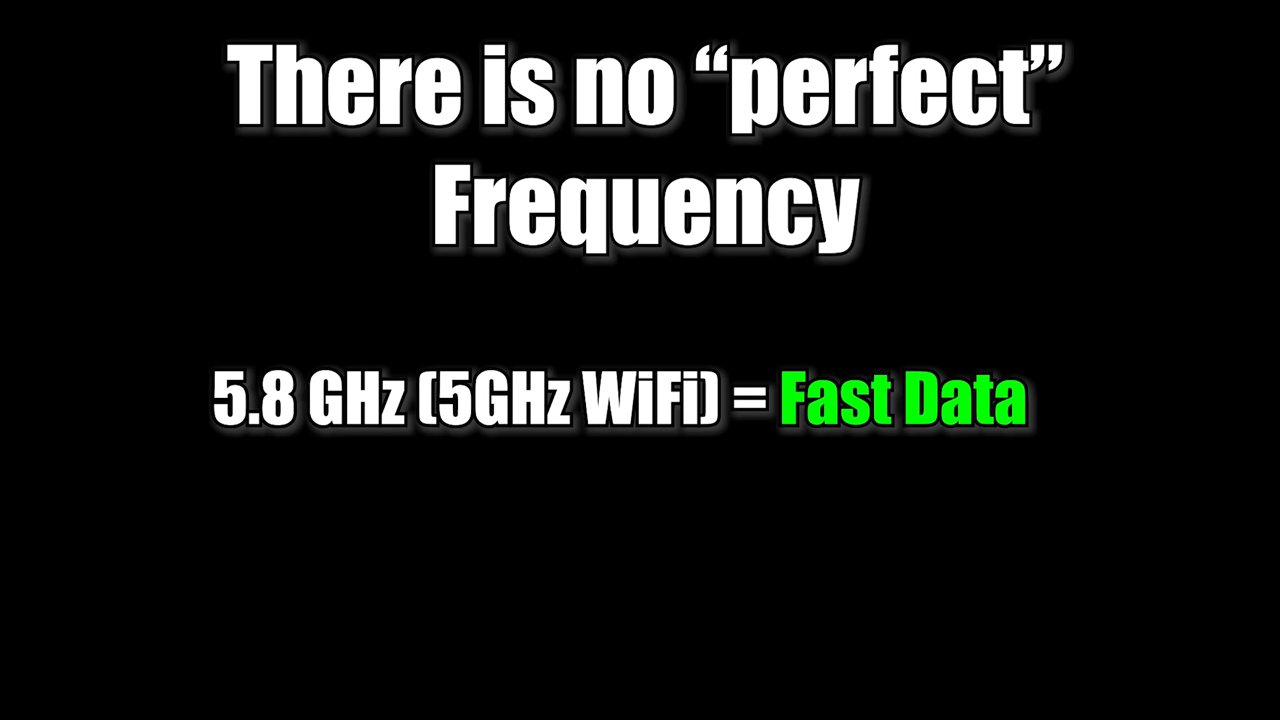 There is no “perfect”
Frequency
5.8 GHz (5GHz WiFi) = Fast Data